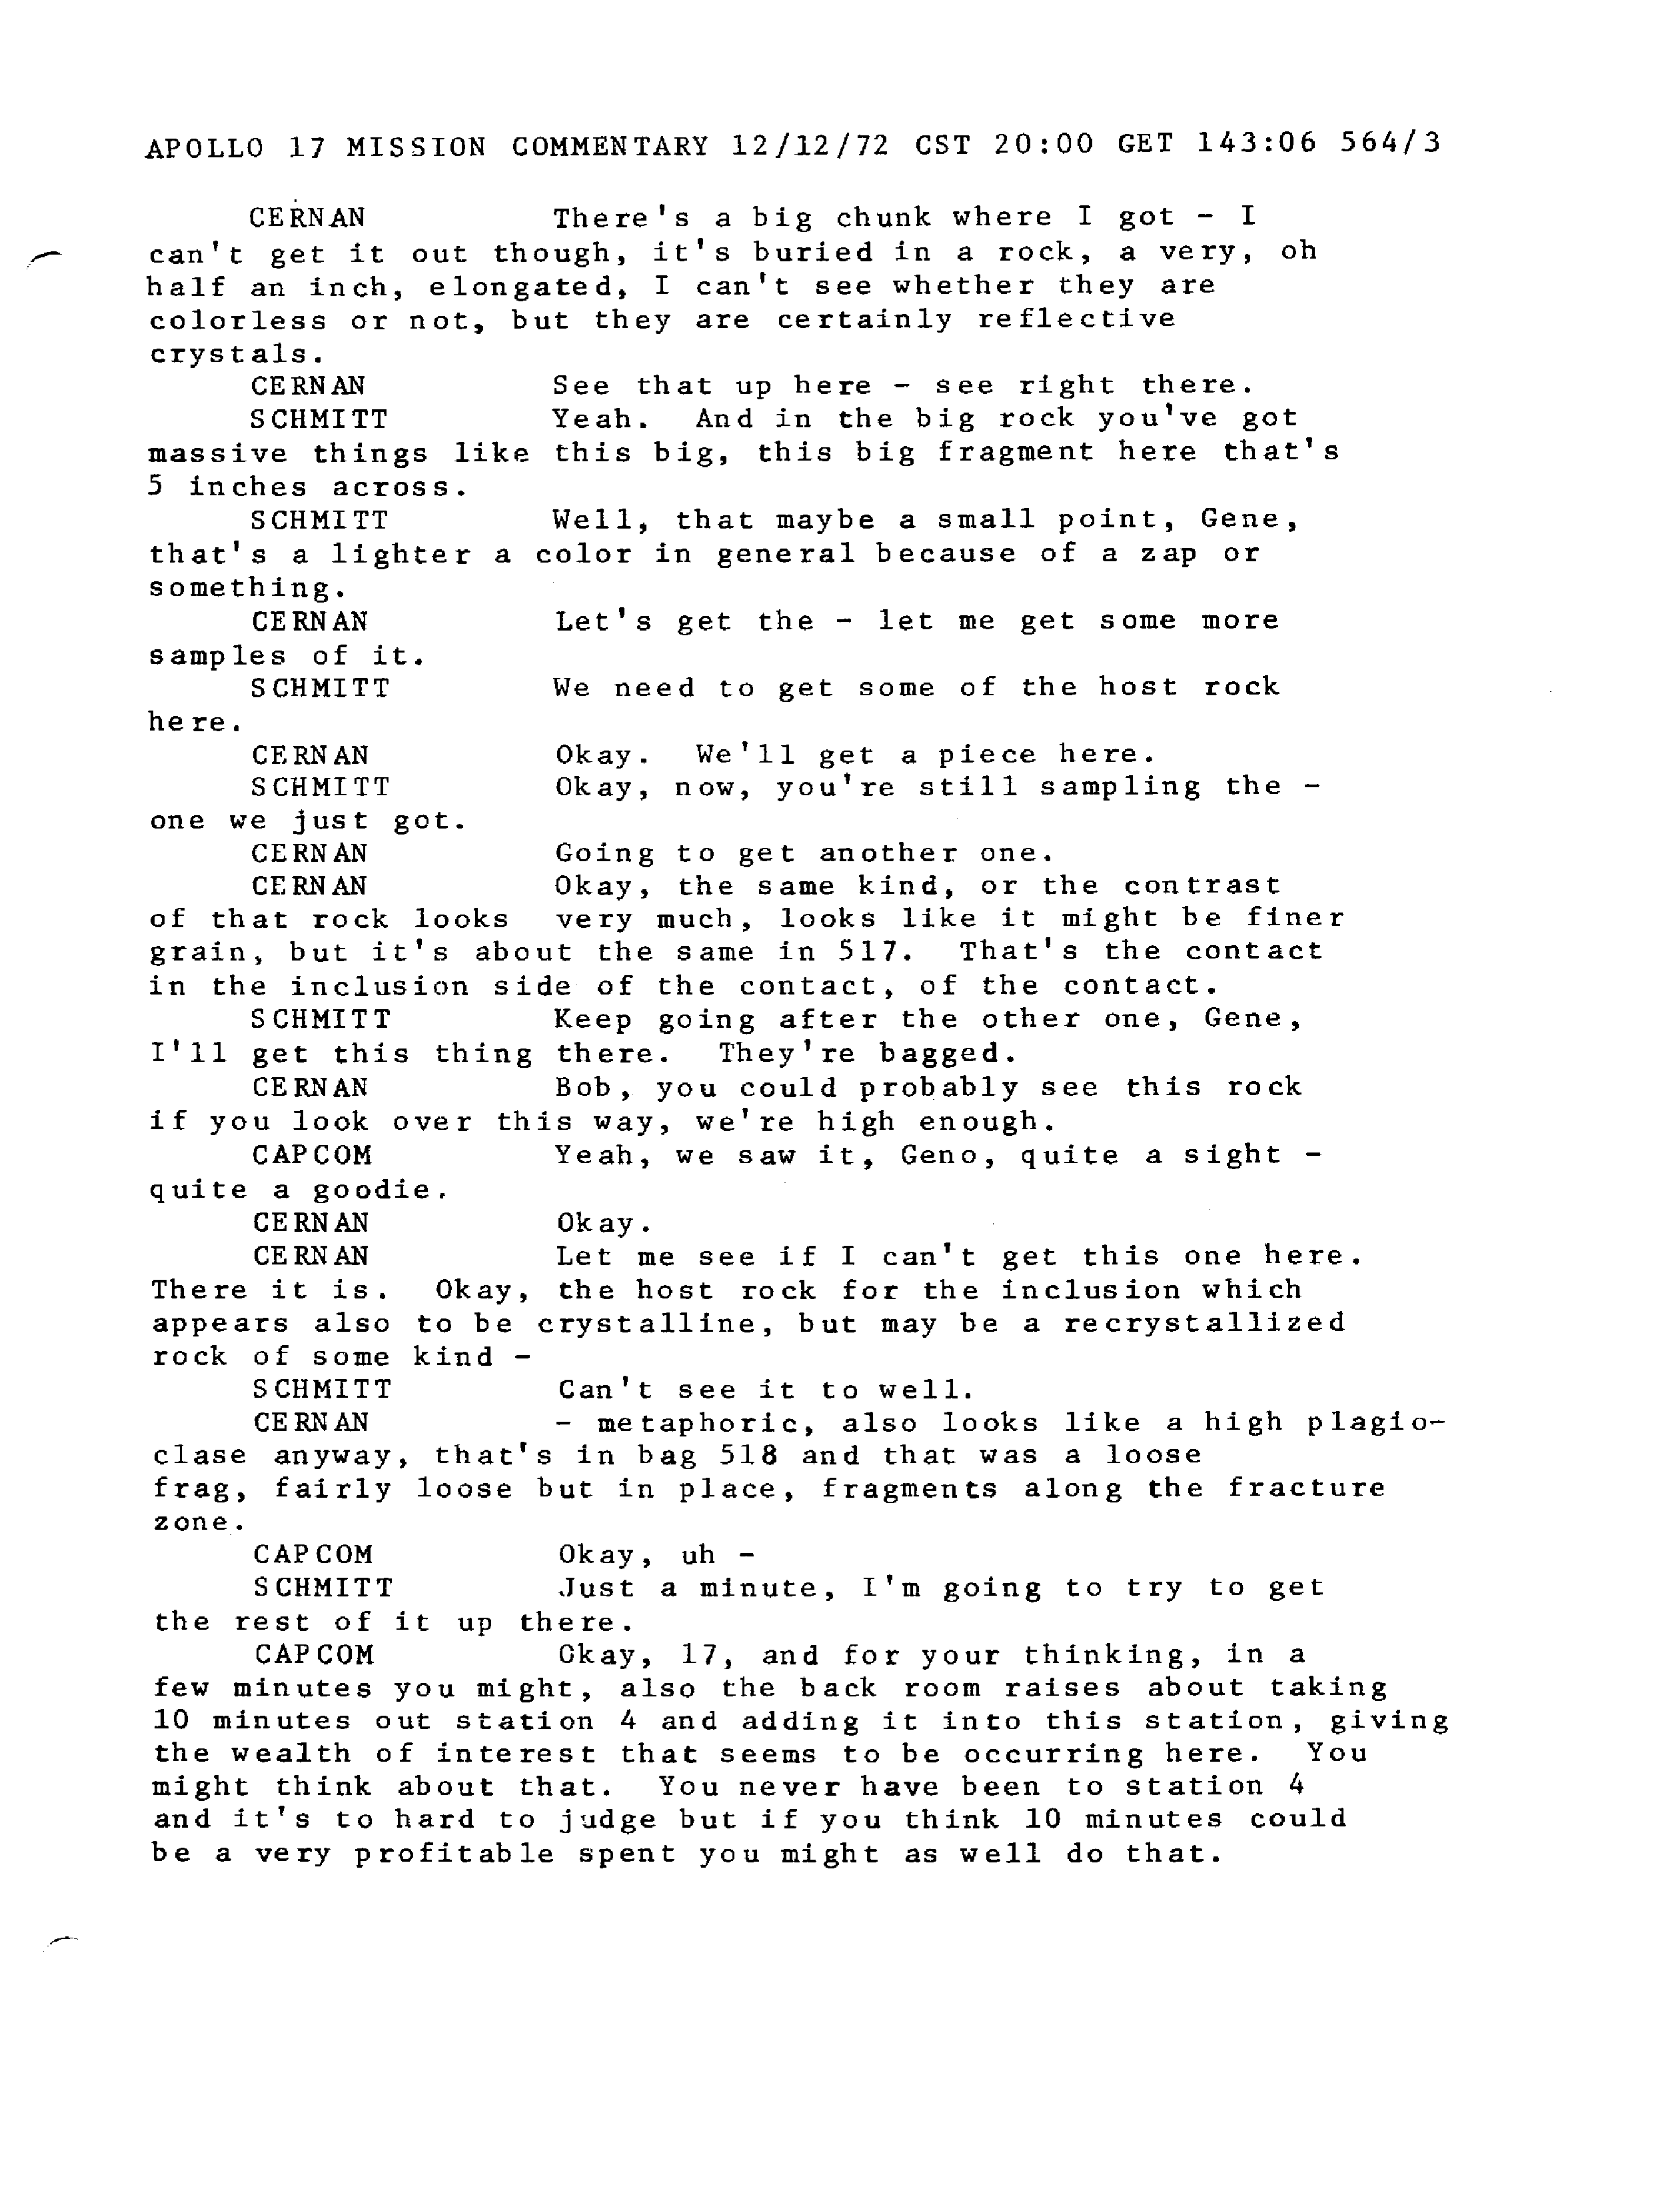 APOLLO 17 MISSION COMMENTARY 12/12/72 CST 20:00 GET 143:06 564/3
CERNAN There's a big chunk where I got - I
can't get it out though, it's buried in a rock, a very, oh
half an inch, elongated, I can't see whether they are
colorless or not, but they are certainly reflective
crystals.
CERNAN See that up here - see right there.
SCHMITT Yeah. And in the big rock you've got
massive things like this big, this big fragment here that's
5 inches across.
SCHMITT Well, that maybe a small point, Gene,
that's a lighter a color in general because of a zap or
something.
CERNAN Let's get the - let me get some more
samples of it.
SCHMITT We need to get some of the host rock
here.
CERNAN Okay. We'll get a piece here.
SCHMITT Okay, now, you're still sampling the -
one we just got.
CERNAN Going to get another one.
CERNAN Okay, the same kind, or the contrast
of that rock looks very much, looks like it might be finer
grain, but it's about the same in 517. That's the contact
in the inclusion side of the contact, of the contact.
SCHMITT Keep going after the other one, Gene,
I'll get this thing there. They're bagged.
CERNAN Bob, you could probably see this rock
if you look over this way, we're high enough.
CAPCOM Yeah, we saw it, Geno, quite a sight -
quite a goodie.
CERNAN Okay.
CERNAN Let me see if I can't get this one here.
There it is. Okay, the host rock for the inclusion which
appears also to be crystalline, but may be a recrystallized
rock of some kind -
SCHMITT Can't see it to well.
CERNAN - metaphoric, also looks like a high plagio-
clase anyway, that's in bag 518 and that was a loose
frag, fairly loose but in place, fragments along the fracture
zone.
CAPCOM Okay, uh -
SCHMITT Just a minute, I'm going to try to get
the rest of it up there.
CAPCOM Okay, 17, and for your thinking, in a
few minutes you might, also the back room raises about taking
10 minutes out station 4 and adding it into this station, giving
the wealth of interest that seems to be occurring here. You
might think about that. You never have been to station 4
and it's to hard to judge but if you think 10 minutes could
be a very profitable spent you might as well do that.